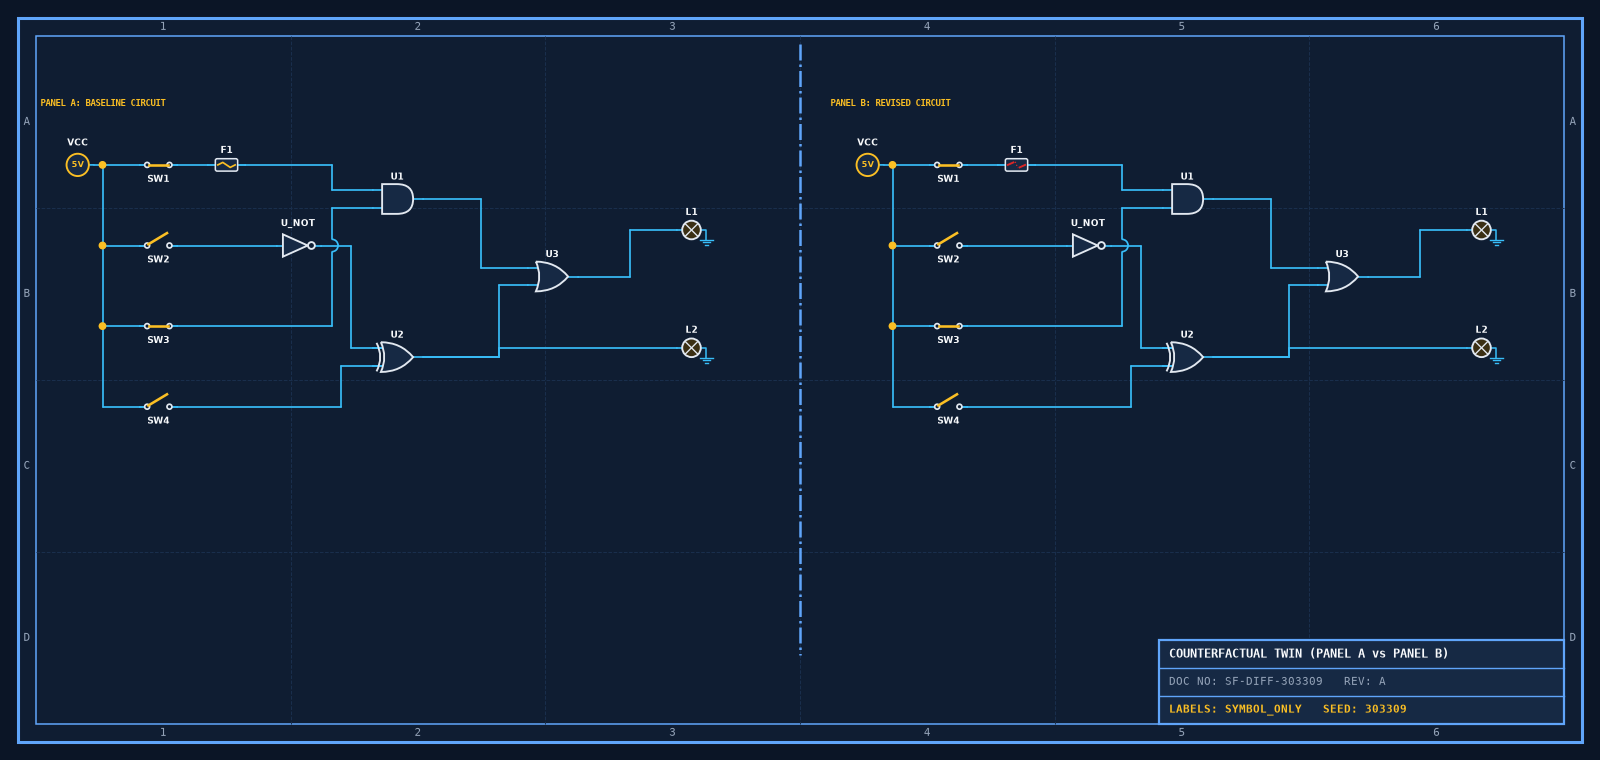 1 2 3 4 5 6
PANEL A: BASELINE CIRCUIT
PANEL B: REVISED CIRCUIT
A A
VCC
5V
SW1
F1
U1
U_NOT
SW2
L1
U3
SW3
U2
L2
SW4
VCC
5V
SW1
F1
U1
U_NOT
SW2
L1
U3
SW3
U2
L2
SW4
B B
C C
D D
COUNTERFACTUAL TWIN (PANEL A vs PANEL B)
DOC NO: SF-DIFF-303309 REV: A
LABELS: SYMBOL_ONLY SEED: 303309
1 2 3 4 5 6